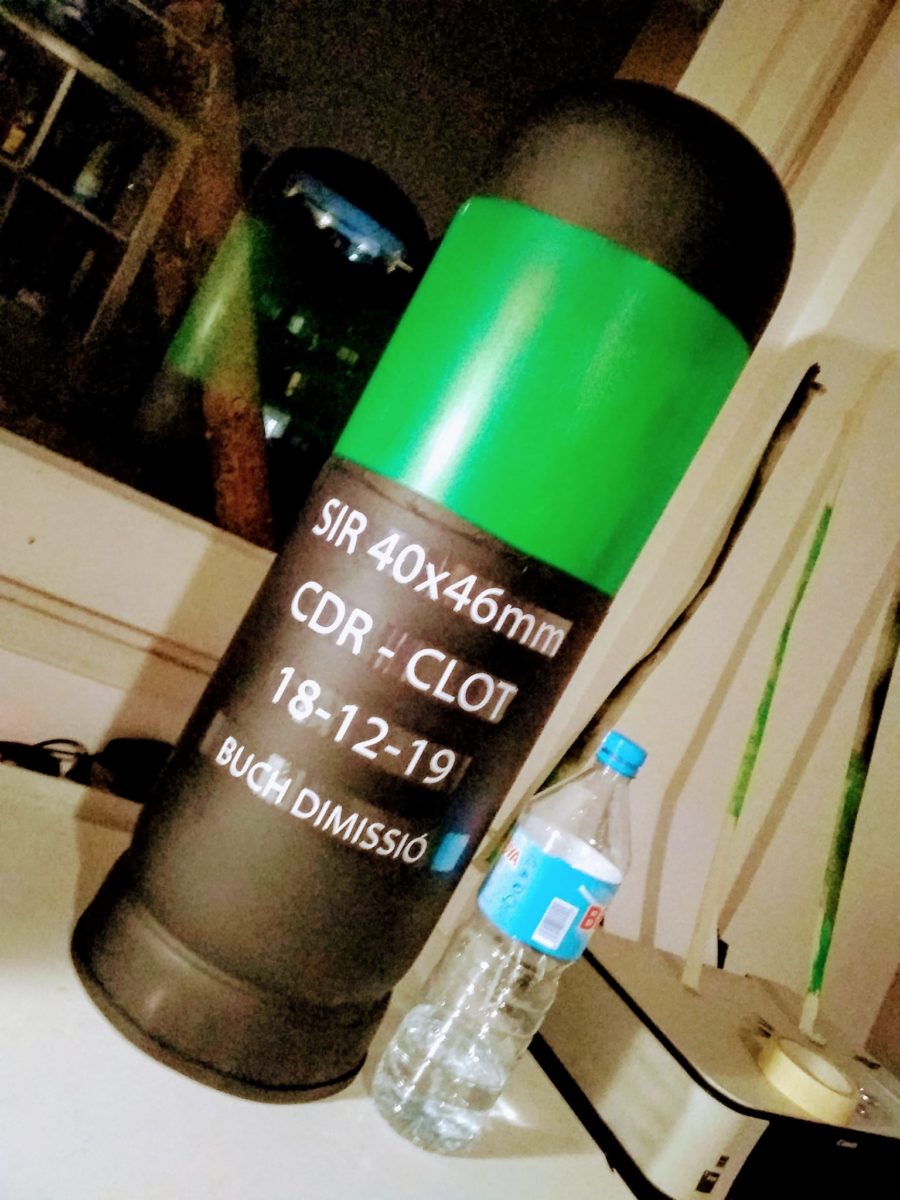 SIR 40x46mm
CDR - CLOT
18-12-19
BUCH DIMISSIÓ